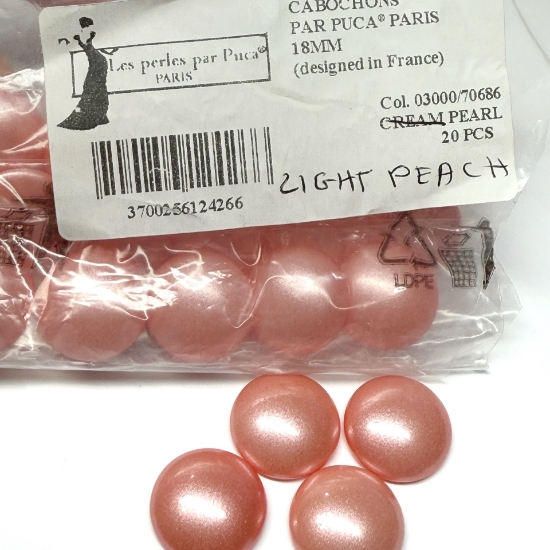 CABOCHONS
PAR PUCA® PARIS
18MM
(designed in France)
Les perles par Puca®
PARIS
Col. 03000/70686
CREAM PEARL
20 PCS
LIGHT PEACH
3700256124266
LDPE